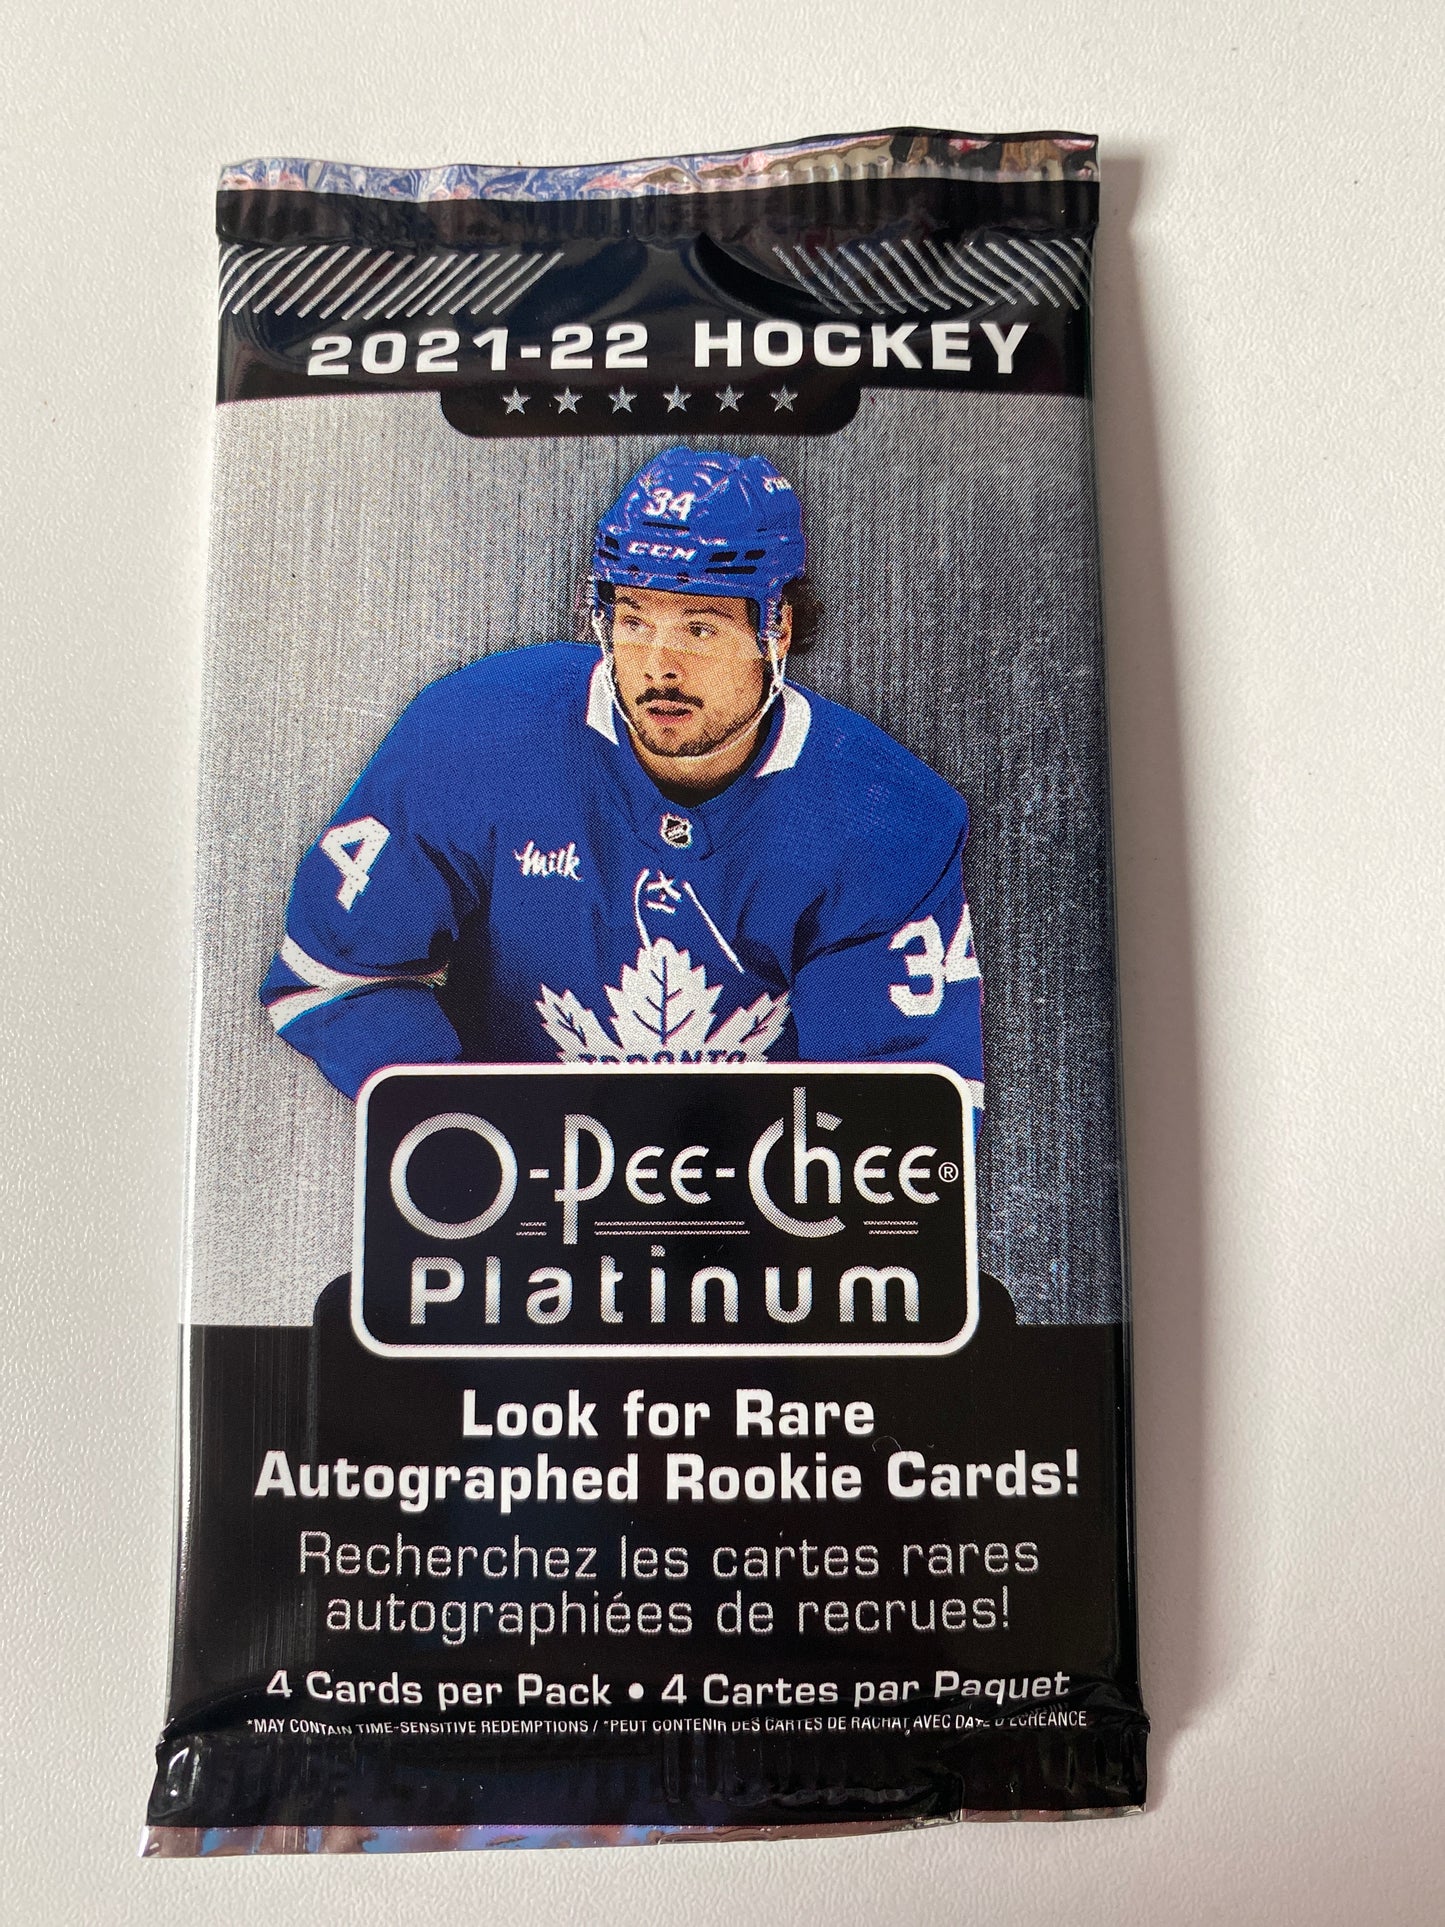 2021-22 HOCKEY
34
CCM
4
milk
34
TORONTO
O-Pee-Chee®
Platinum
Look for Rare
Autographed Rookie Cards!
Recherchez les cartes rares
autographiées de recrues!
4 Cards per Pack • 4 Cartes par Paquet
*MAY CONTAIN TIME-SENSITIVE REDEMPTIONS / *PEUT CONTENIR DES CARTES DE RACHAT AVEC DATE D'ÉCHÉANCE